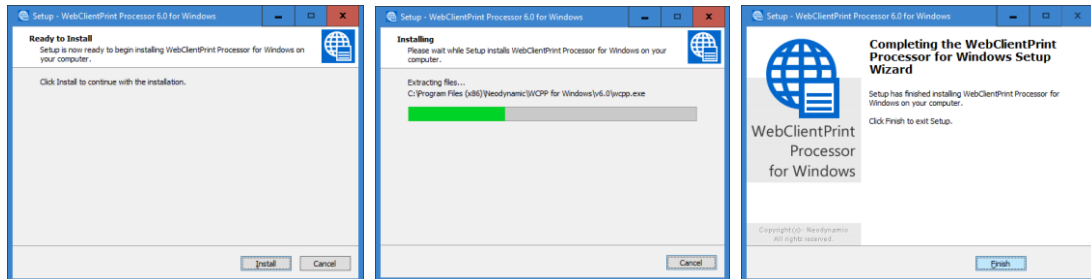 Setup - WebClientPrint Processor 6.0 for Windows
Ready to Install
Setup is now ready to begin installing WebClientPrint Processor for Windows on
your computer.
Click Install to continue with the installation.
Install
Cancel
Setup - WebClientPrint Processor 6.0 for Windows
Installing
Please wait while Setup installs WebClientPrint Processor for Windows on your
computer.
Extracting files...
C:\Program Files (x86)\Neodynamic\WCPP for Windows\v6.0\wcpp.exe
Cancel
Setup - WebClientPrint Processor 6.0 for Windows
WebClientPrint
Processor
for Windows
Copyright (c) - Neodynamic
All rights reserved.
Completing the WebClientPrint
Processor for Windows Setup
Wizard
Setup has finished installing WebClientPrint Processor for
Windows on your computer.
Click Finish to exit Setup.
Finish